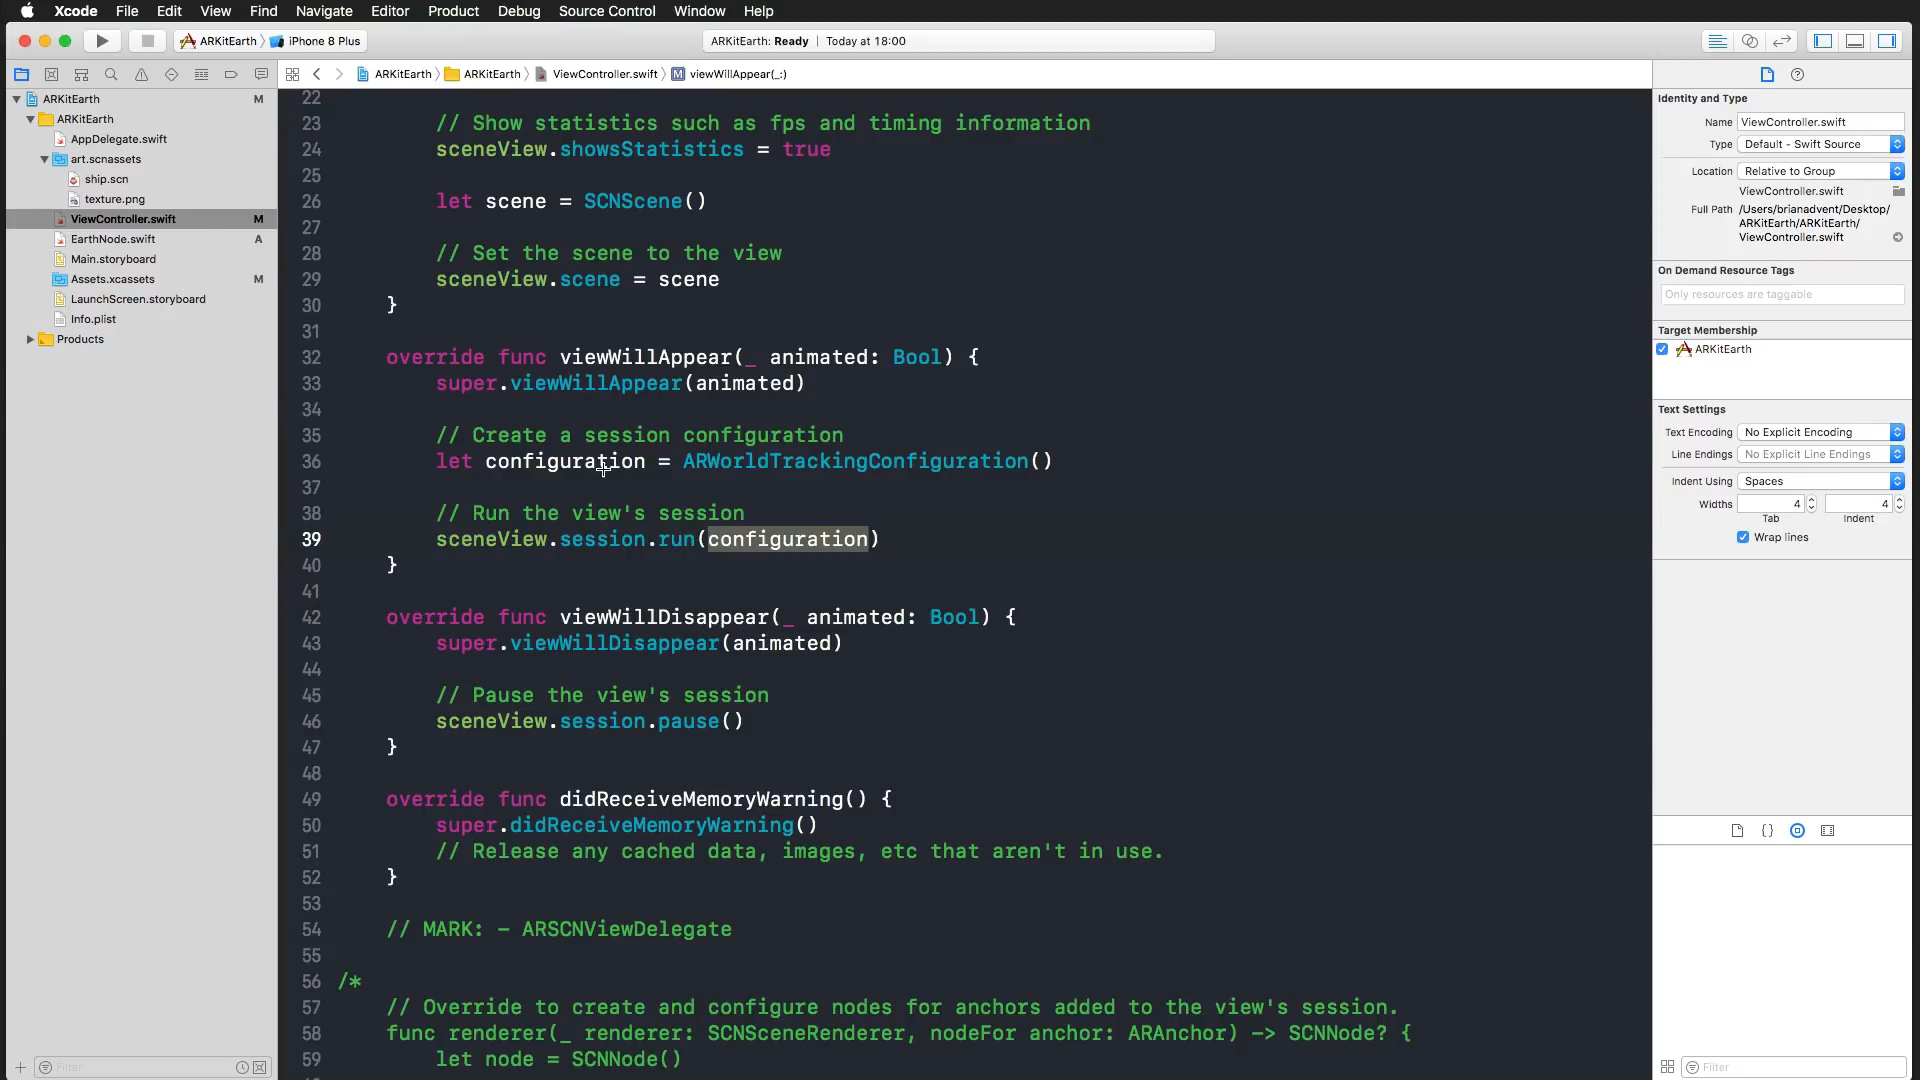 Xcode File Edit View Find Navigate Editor Product Debug Source Control Window Help
ARKitEarth iPhone 8 Plus
ARKitEarth: Ready | Today at 18:00
ARKitEarth ARKitEarth ViewController.swift M viewWillAppear(_:)
ARKitEarth M
ARKitEarth
AppDelegate.swift
art.scnassets
ship.scn
texture.png
ViewController.swift M
EarthNode.swift A
Main.storyboard
Assets.xcassets M
LaunchScreen.storyboard
Info.plist
Products
Filter
22
23 // Show statistics such as fps and timing information
24 sceneView.showsStatistics = true
25
26 let scene = SCNScene()
27
28 // Set the scene to the view
29 sceneView.scene = scene
30 }
31
32 override func viewWillAppear(_ animated: Bool) {
33 super.viewWillAppear(animated)
34
35 // Create a session configuration
36 let configuration = ARWorldTrackingConfiguration()
37
38 // Run the view's session
39 sceneView.session.run(configuration)
40 }
41
42 override func viewWillDisappear(_ animated: Bool) {
43 super.viewWillDisappear(animated)
44
45 // Pause the view's session
46 sceneView.session.pause()
47 }
48
49 override func didReceiveMemoryWarning() {
50 super.didReceiveMemoryWarning()
51 // Release any cached data, images, etc that aren't in use.
52 }
53
54 // MARK: - ARSCNViewDelegate
55
56 /*
57 // Override to create and configure nodes for anchors added to the view's session.
58 func renderer(_ renderer: SCNSceneRenderer, nodeFor anchor: ARAnchor) -> SCNNode? {
59 let node = SCNNode()
Identity and Type
Name ViewController.swift
Type Default - Swift Source
Location Relative to Group
ViewController.swift
Full Path /Users/brianadvent/Desktop/
ARKitEarth/ARKitEarth/
ViewController.swift
On Demand Resource Tags
Only resources are taggable
Target Membership
ARKitEarth
Text Settings
Text Encoding No Explicit Encoding
Line Endings No Explicit Line Endings
Indent Using Spaces
Widths 4 4
Tab Indent
Wrap lines
{}
Filter